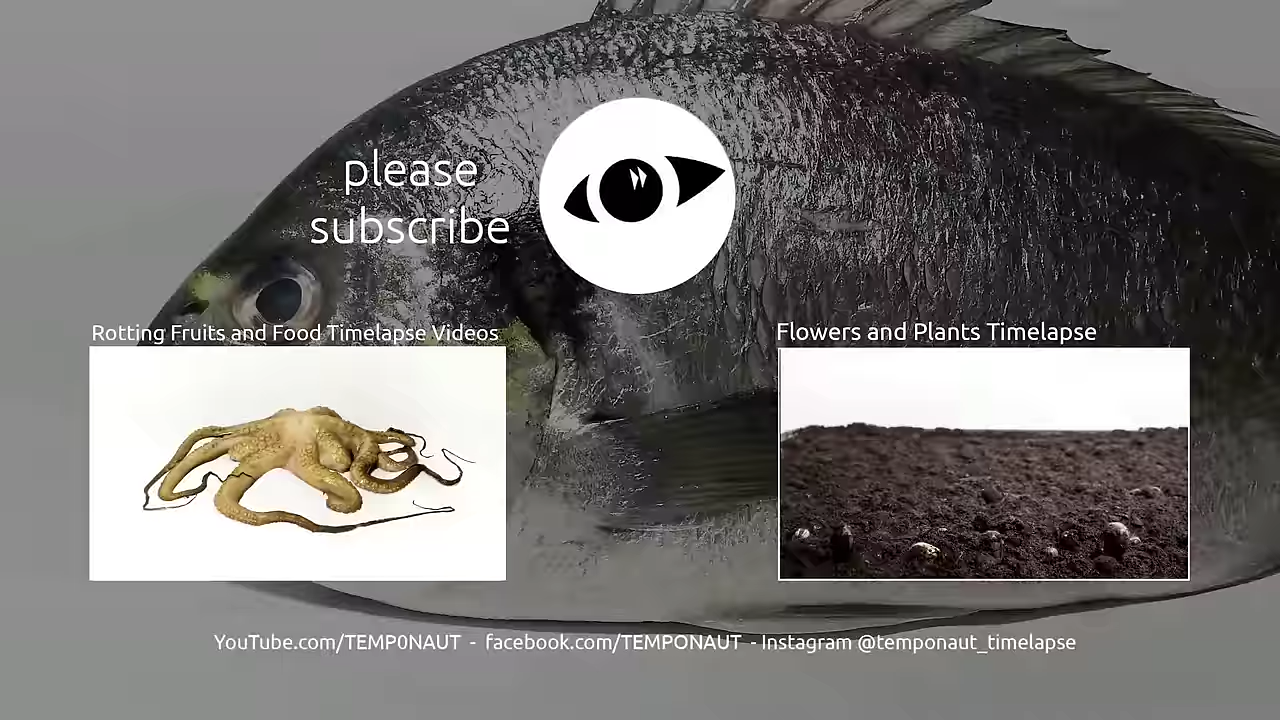 please
subscribe
Rotting Fruits and Food Timelapse Videos
Flowers and Plants Timelapse
YouTube.com/TEMP0NAUT - facebook.com/TEMPONAUT - Instagram @temponaut_timelapse